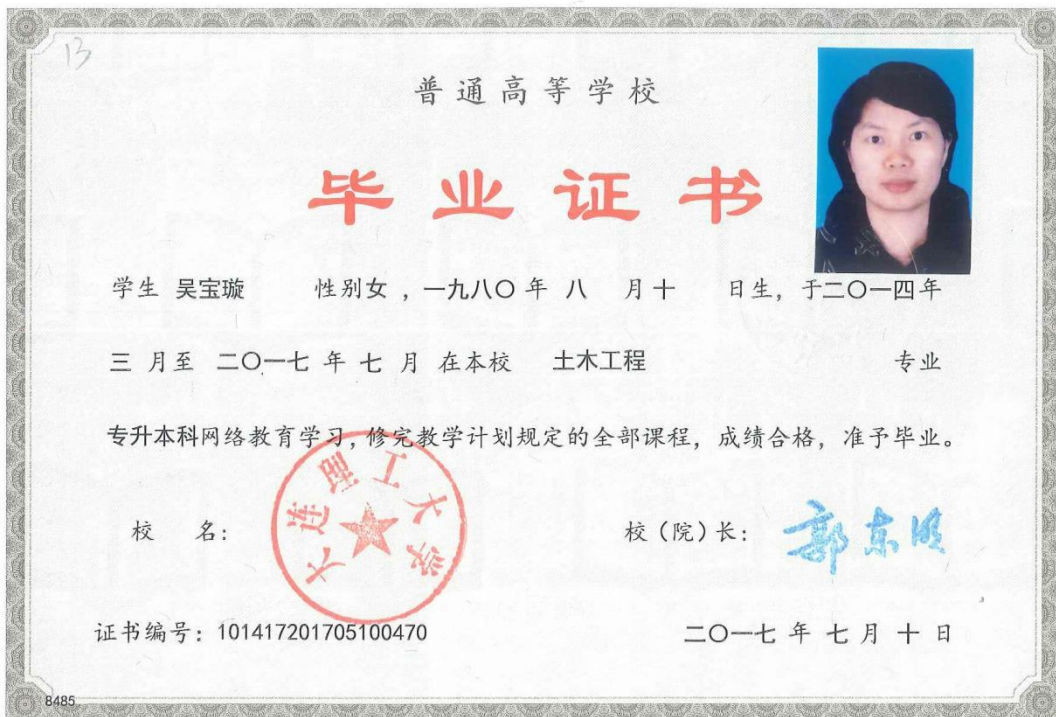 13
普通高等学校
毕业证书
学生 吴宝璇 性别女，一九八〇年 八 月十 日生，于二〇一四年
三 月至 二〇一七 年 七 月 在本校 土木工程 专业
专升本科网络教育学习，修完教学计划规定的全部课程，成绩合格，准予毕业。
大连理工大学
校 名： 校（院）长： 郭东明
证书编号：101417201705100470 二〇一七 年 七 月 十 日
8485